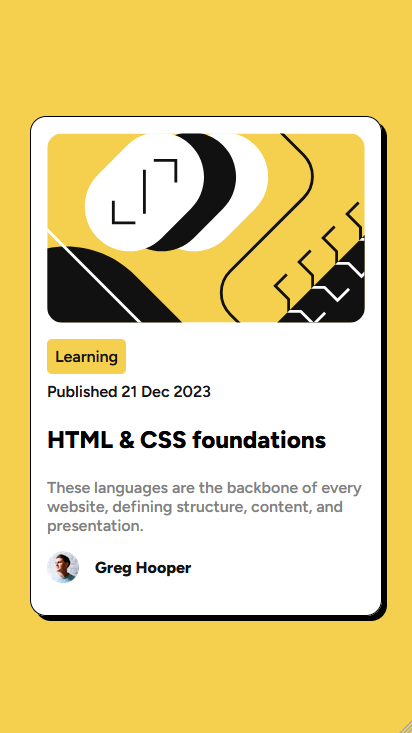 Learning
Published 21 Dec 2023
HTML & CSS foundations
These languages are the backbone of every
website, defining structure, content, and
presentation.
Greg Hooper